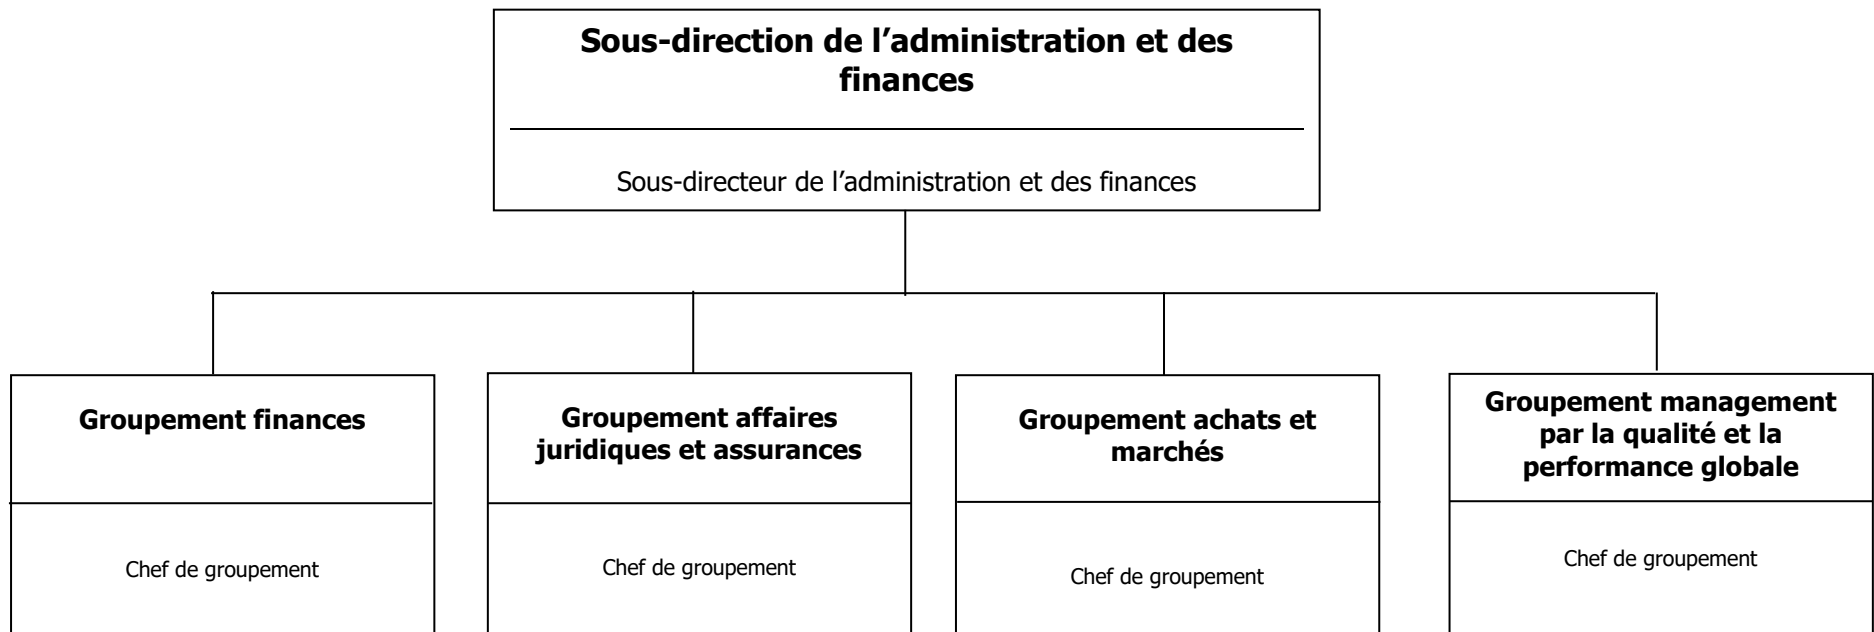 Sous-direction de l’administration et des
finances
Sous-directeur de l’administration et des finances
Groupement finances
Chef de groupement
Groupement affaires
juridiques et assurances
Chef de groupement
Groupement achats et
marchés
Chef de groupement
Groupement management
par la qualité et la
performance globale
Chef de groupement